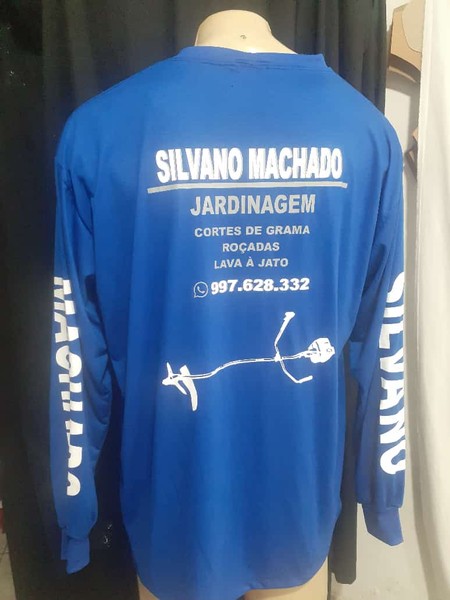 SILVANO MACHADO
JARDINAGEM
CORTES DE GRAMA
ROÇADAS
LAVA À JATO
997.628.332
MACHADO
SILVANO